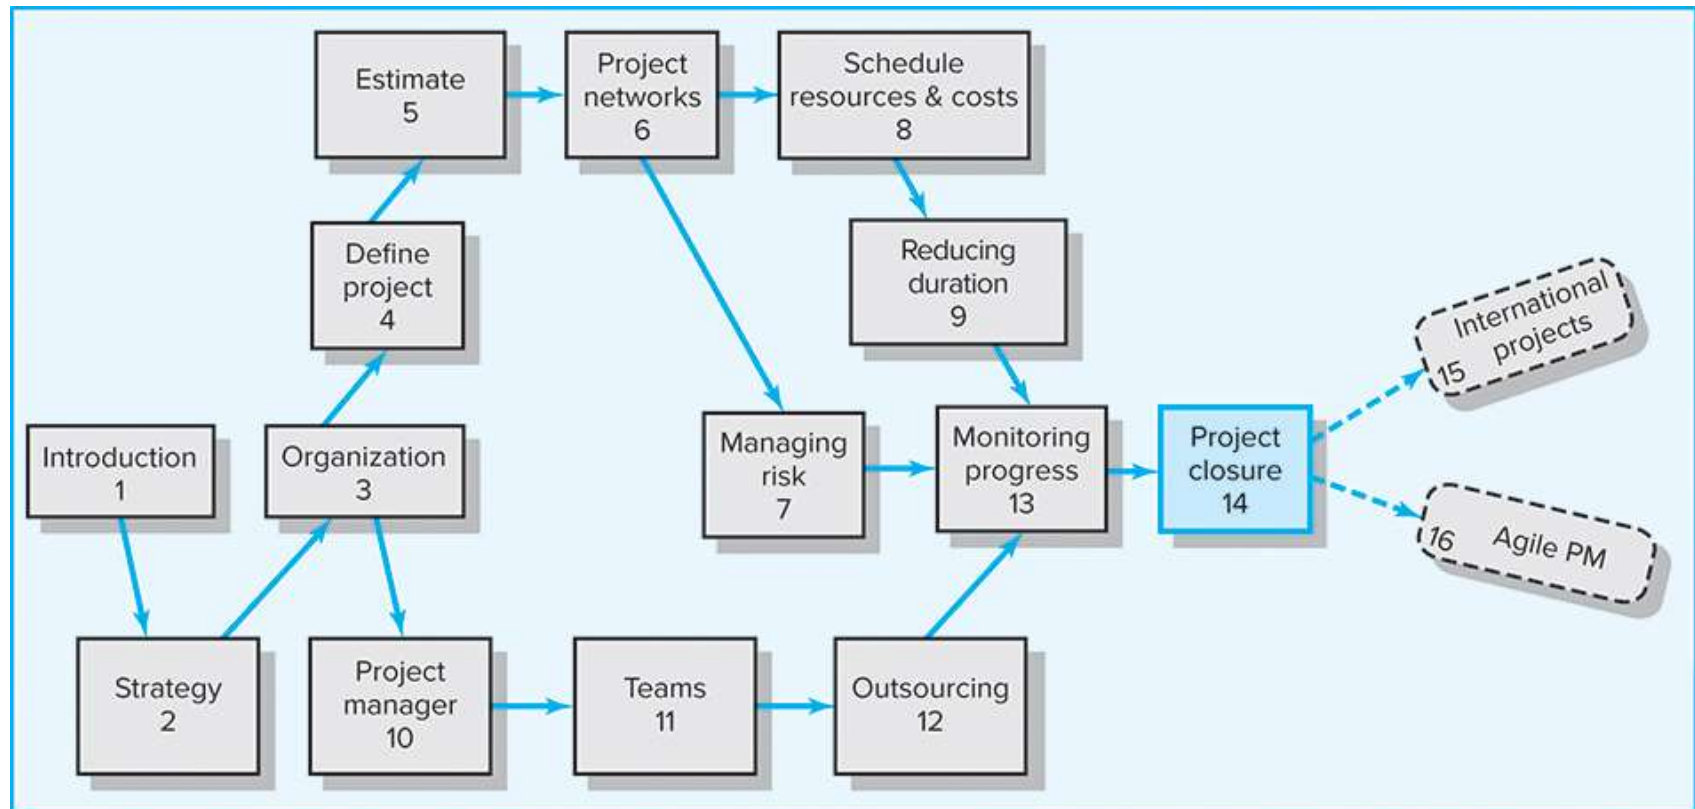 Estimate
5
Project
networks
6
Schedule
resources & costs
8
Define
project
4
Reducing
duration
9
International
projects
15
Introduction
1
Organization
3
Managing
risk
7
Monitoring
progress
13
Project
closure
14
16
Agile PM
Strategy
2
Project
manager
10
Teams
11
Outsourcing
12